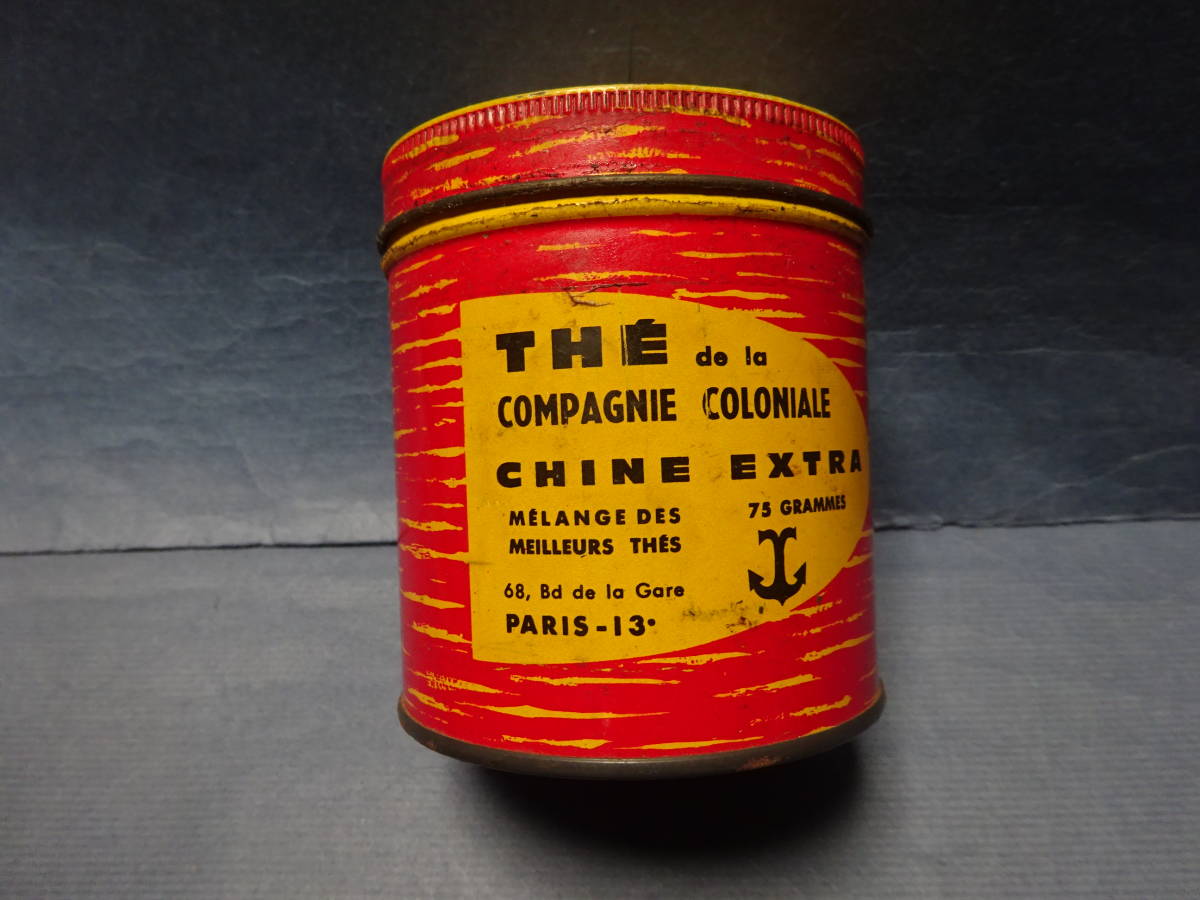 THÉ de la
COMPAGNIE COLONIALE
CHINE EXTRA
MÉLANGE DES
MEILLEURS THÉS
75 GRAMMES
68, Bd de la Gare
PARIS-13e